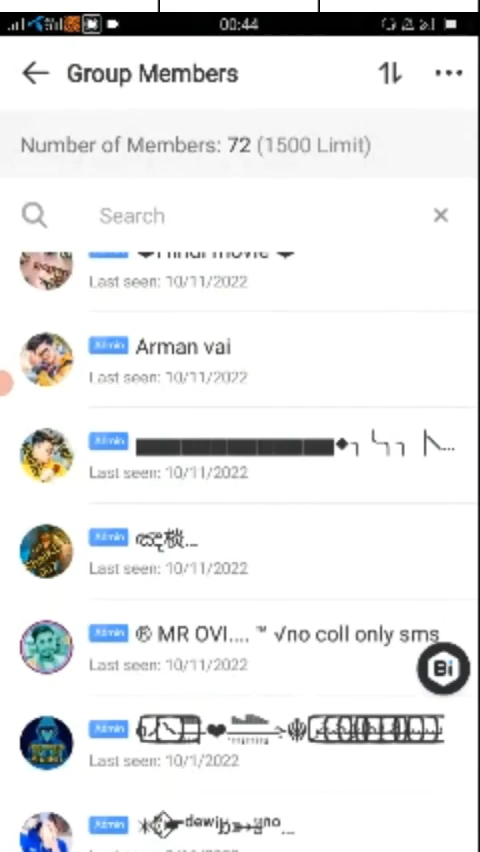 00:44
Group Members
Number of Members: 72 (1500 Limit)
Search
Last seen: 10/11/2022
Admin Arman vai
Last seen: 10/11/2022
Admin
Last seen: 10/11/2022
Admin
Last seen: 10/11/2022
Admin ® MR OVI.... ™ √no coll only sms
Last seen: 10/11/2022
Bi
Admin
Last seen: 10/1/2022
Admin